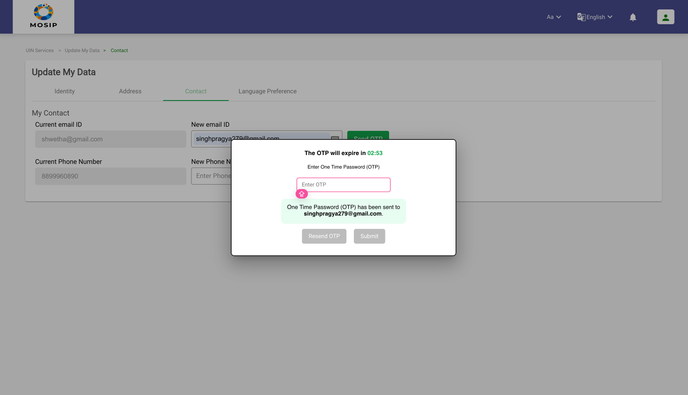 MOSIP
Aa
English
UIN Services > Update My Data > Contact
Update My Data
Identity
Address
Contact
Language Preference
My Contact
Current email ID
New email ID
shwetha@gmail.com
singhpragya279@gmail.com
Send OTP
Current Phone Number
New Phone N
8899960890
Enter Phone
The OTP will expire in 02:53
Enter One Time Password (OTP)
Enter OTP
One Time Password (OTP) has been sent to
singhpragya279@gmail.com.
Resend OTP
Submit